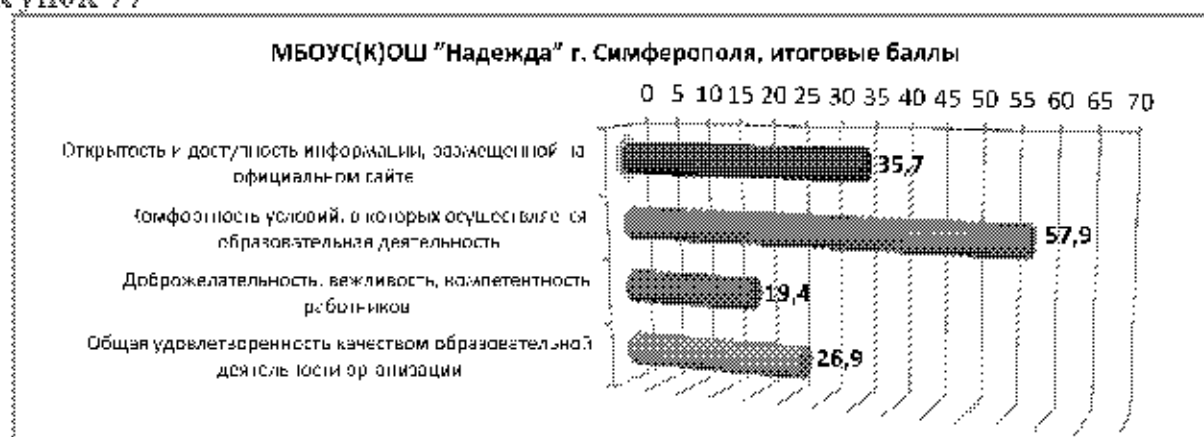 МБОУС(К)ОШ "Надежда" г. Симферополя, итоговые баллы
0 5 10 15 20 25 30 35 40 45 50 55 60 65 70
Открытость и доступность информации, размещенной на
официальном сайте
35,7
Комфортность условий, в которых осуществляется
образовательная деятельность
57,9
Доброжелательность, вежливость, компетентность
работников
19,4
Общая удовлетворенность качеством образовательной
деятельности организации
26,9